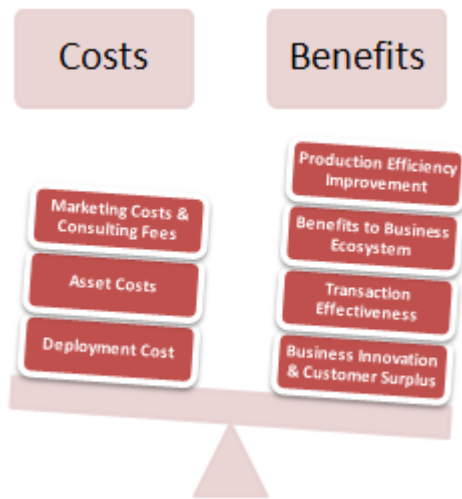 Costs
Benefits
Marketing Costs &
Consulting Fees
Asset Costs
Deployment Cost
Production Efficiency
Improvement
Benefits to Business
Ecosystem
Transaction
Effectiveness
Business Innovation
& Customer Surplus